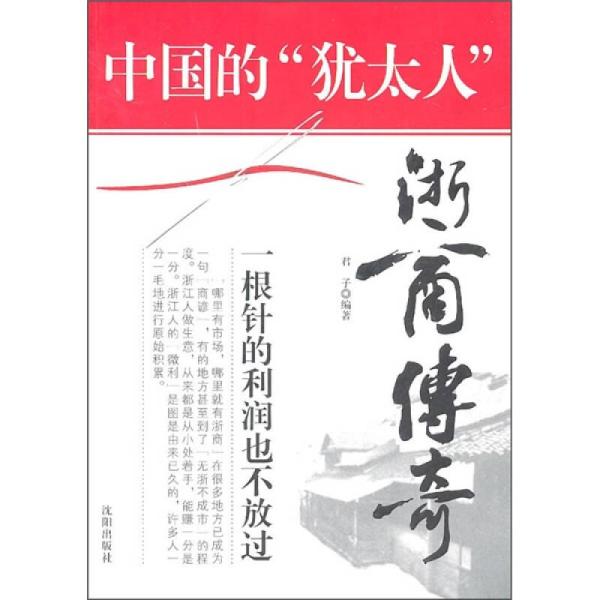 中国的“犹太人”
浙商傳奇
君子◎编著
一根针的利润也不放过
“哪里有市场，哪里就有浙商”在很多地方已成为
一句“商谚”，有的地方甚至到了“无浙不成市”的程
度。浙江人做生意，从来都是从小处着手，能赚一分是
一分。浙江人的“微利”是图是由来已久的，许多人一
分一毛地进行原始积累。
沈阳出版社